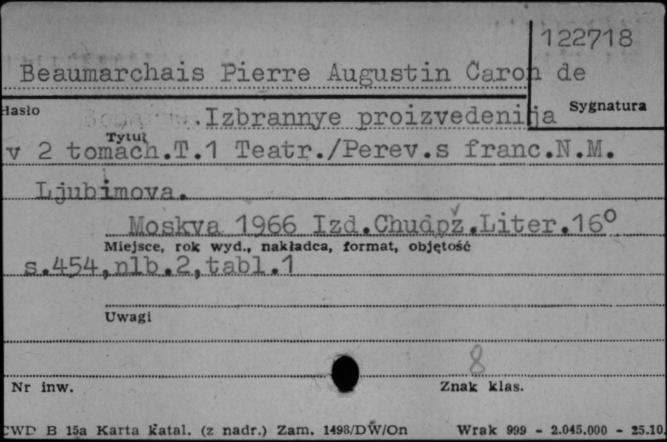 122718
Beaumarchais Pierre Augustin Caron de
Hasło
Sygnatura
.Izbrannye proizvedenija
Tytuł
v 2 tomach.T.1 Teatr./Perev.s franc.N.M.
Ljubimova.
Moskva 1966 Izd.Chudož.Liter.16°
Miejsce, rok wyd., nakładca, format, objętość
s.454,nlb.2,tabl.1
Uwagi
8
Nr inw.
Znak klas.
CWD B 15a Karta katal. (z nadr.) Zam. 1498/DW/On Wrak 999 - 2.045.000 - 25.10